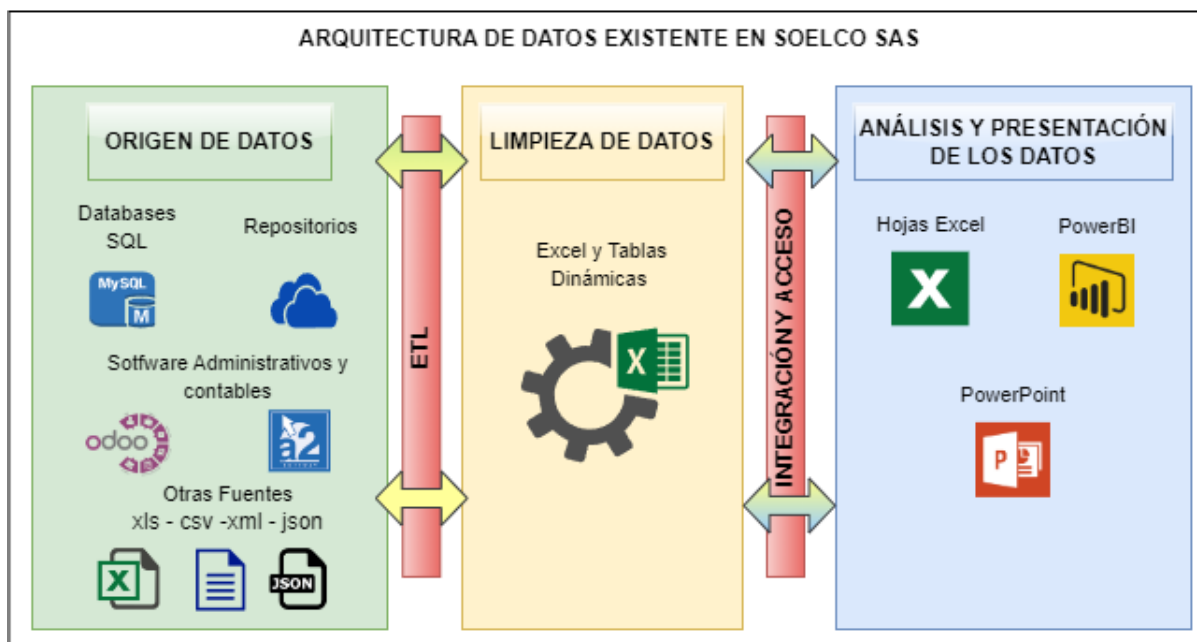 ARQUITECTURA DE DATOS EXISTENTE EN SOELCO SAS
ORIGEN DE DATOS
Databases
SQL
Repositorios
MySQL
M
Sotfware Administrativos y
contables
odoo
a2
Otras Fuentes
xls - csv -xml - json
X
JSON
ETL
LIMPIEZA DE DATOS
Excel y Tablas
Dinámicas
X
INTEGRACIÓN Y ACCESO
ANÁLISIS Y PRESENTACIÓN
DE LOS DATOS
Hojas Excel
PowerBI
X
PowerPoint
P